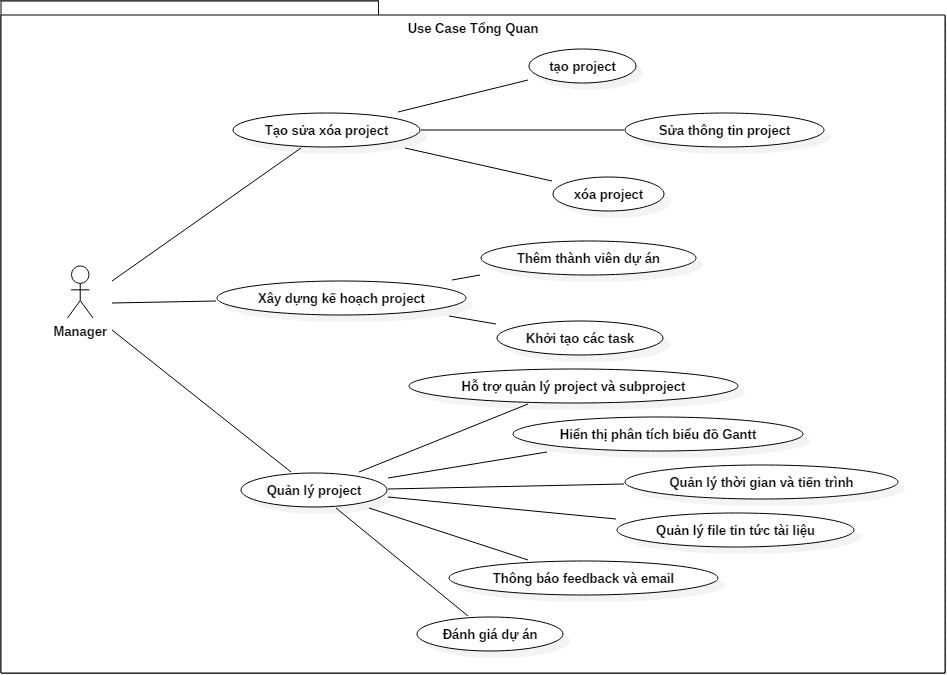 Use Case Tổng Quan
tạo project
Tạo sửa xóa project
Sửa thông tin project
xóa project
Thêm thành viên dự án
Xây dựng kế hoạch project
Manager
Khởi tạo các task
Hỗ trợ quản lý project và subproject
Hiển thị phân tích biểu đồ Gantt
Quản lý thời gian và tiến trình
Quản lý project
Quản lý file tin tức tài liệu
Thông báo feedback và email
Đánh giá dự án